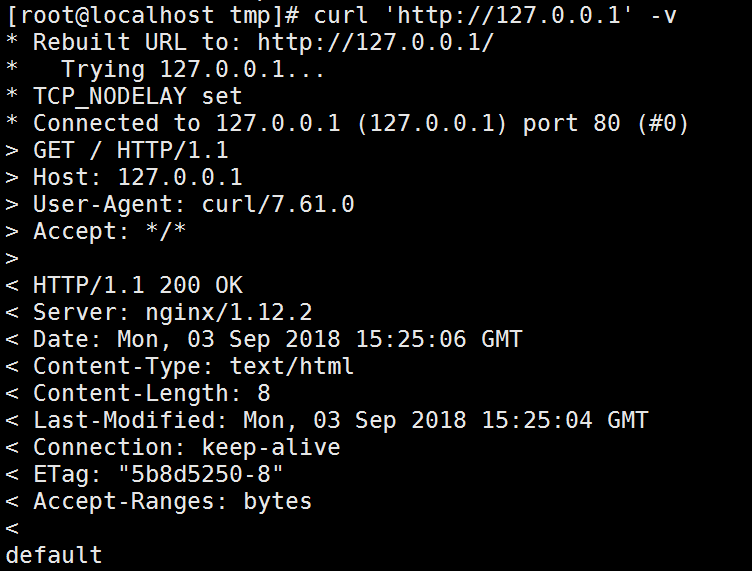 [root@localhost tmp]# curl 'http://127.0.0.1' -v
* Rebuilt URL to: http://127.0.0.1/
*   Trying 127.0.0.1...
* TCP_NODELAY set
* Connected to 127.0.0.1 (127.0.0.1) port 80 (#0)
> GET / HTTP/1.1
> Host: 127.0.0.1
> User-Agent: curl/7.61.0
> Accept: */*
>
< HTTP/1.1 200 OK
< Server: nginx/1.12.2
< Date: Mon, 03 Sep 2018 15:25:06 GMT
< Content-Type: text/html
< Content-Length: 8
< Last-Modified: Mon, 03 Sep 2018 15:25:04 GMT
< Connection: keep-alive
< ETag: "5b8d5250-8"
< Accept-Ranges: bytes
<
default